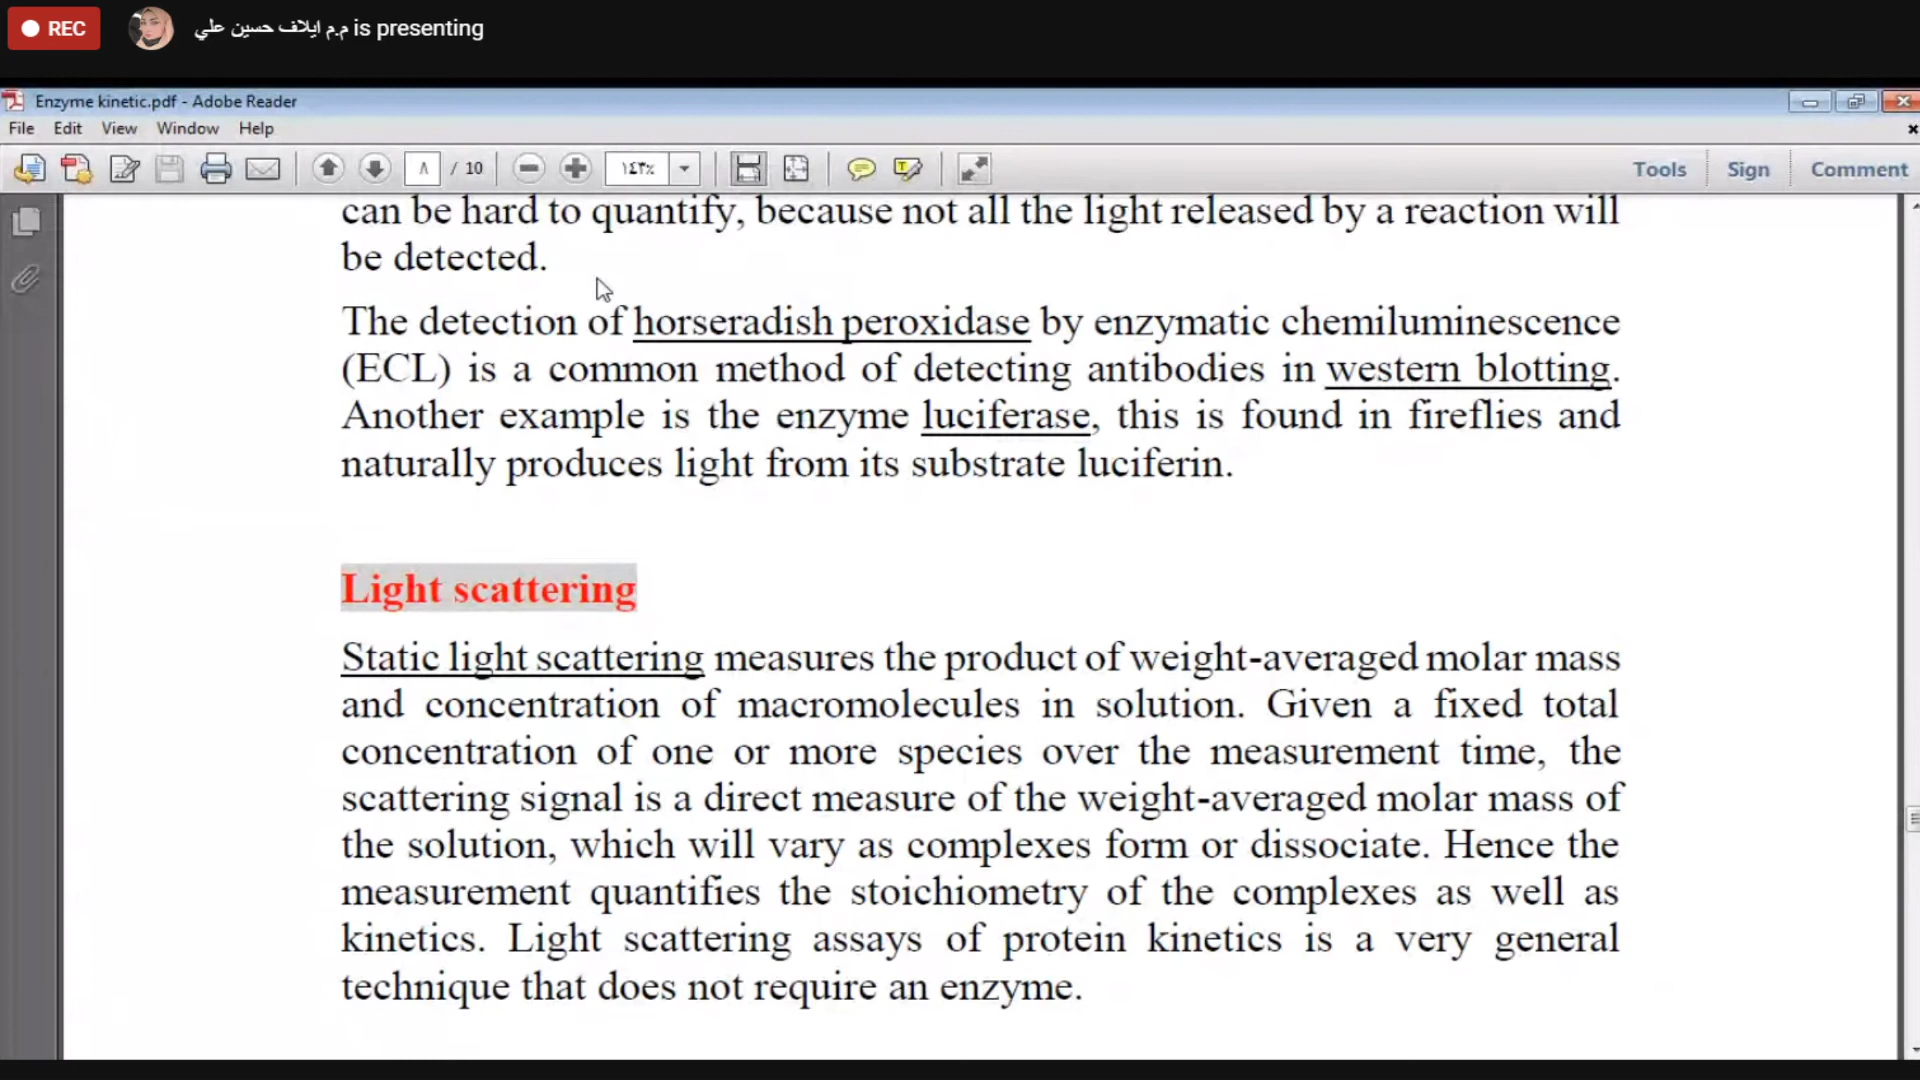 REC
م.م ايلاف حسين علي is presenting
Enzyme kinetic.pdf - Adobe Reader
File Edit View Window Help
٨ / 10 ١٤٣٪ Tools Sign Comment
can be hard to quantify, because not all the light released by a reaction will
be detected.
The detection of horseradish peroxidase by enzymatic chemiluminescence
(ECL) is a common method of detecting antibodies in western blotting.
Another example is the enzyme luciferase, this is found in fireflies and
naturally produces light from its substrate luciferin.
Light scattering
Static light scattering measures the product of weight-averaged molar mass
and concentration of macromolecules in solution. Given a fixed total
concentration of one or more species over the measurement time, the
scattering signal is a direct measure of the weight-averaged molar mass of
the solution, which will vary as complexes form or dissociate. Hence the
measurement quantifies the stoichiometry of the complexes as well as
kinetics. Light scattering assays of protein kinetics is a very general
technique that does not require an enzyme.